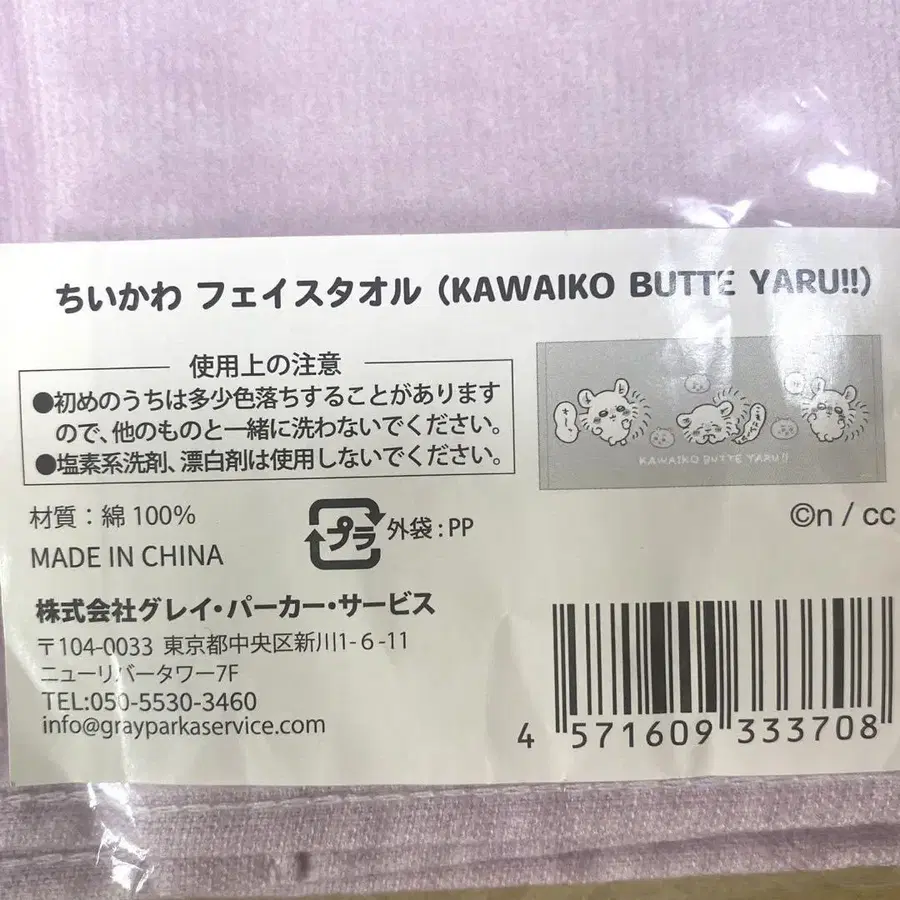 ちいかわ フェイスタオル (KAWAIKO BUTTE YARU!!)
使用上の注意
●初めのうちは多少色落ちすることがあります
ので、他のものと一緒に洗わないでください。
●塩素系洗剤、漂白剤は使用しないでください。
KAWAIKO BUTTE YARU!!
材質：綿 100%
MADE IN CHINA
プラ
外袋：PP
©n / cc
株式会社グレイ・パーカー・サービス
〒104-0033 東京都中央区新川1-6-11
ニューリバータワー7F
TEL:050-5530-3460
info@grayparkaservice.com
4 571609 333708